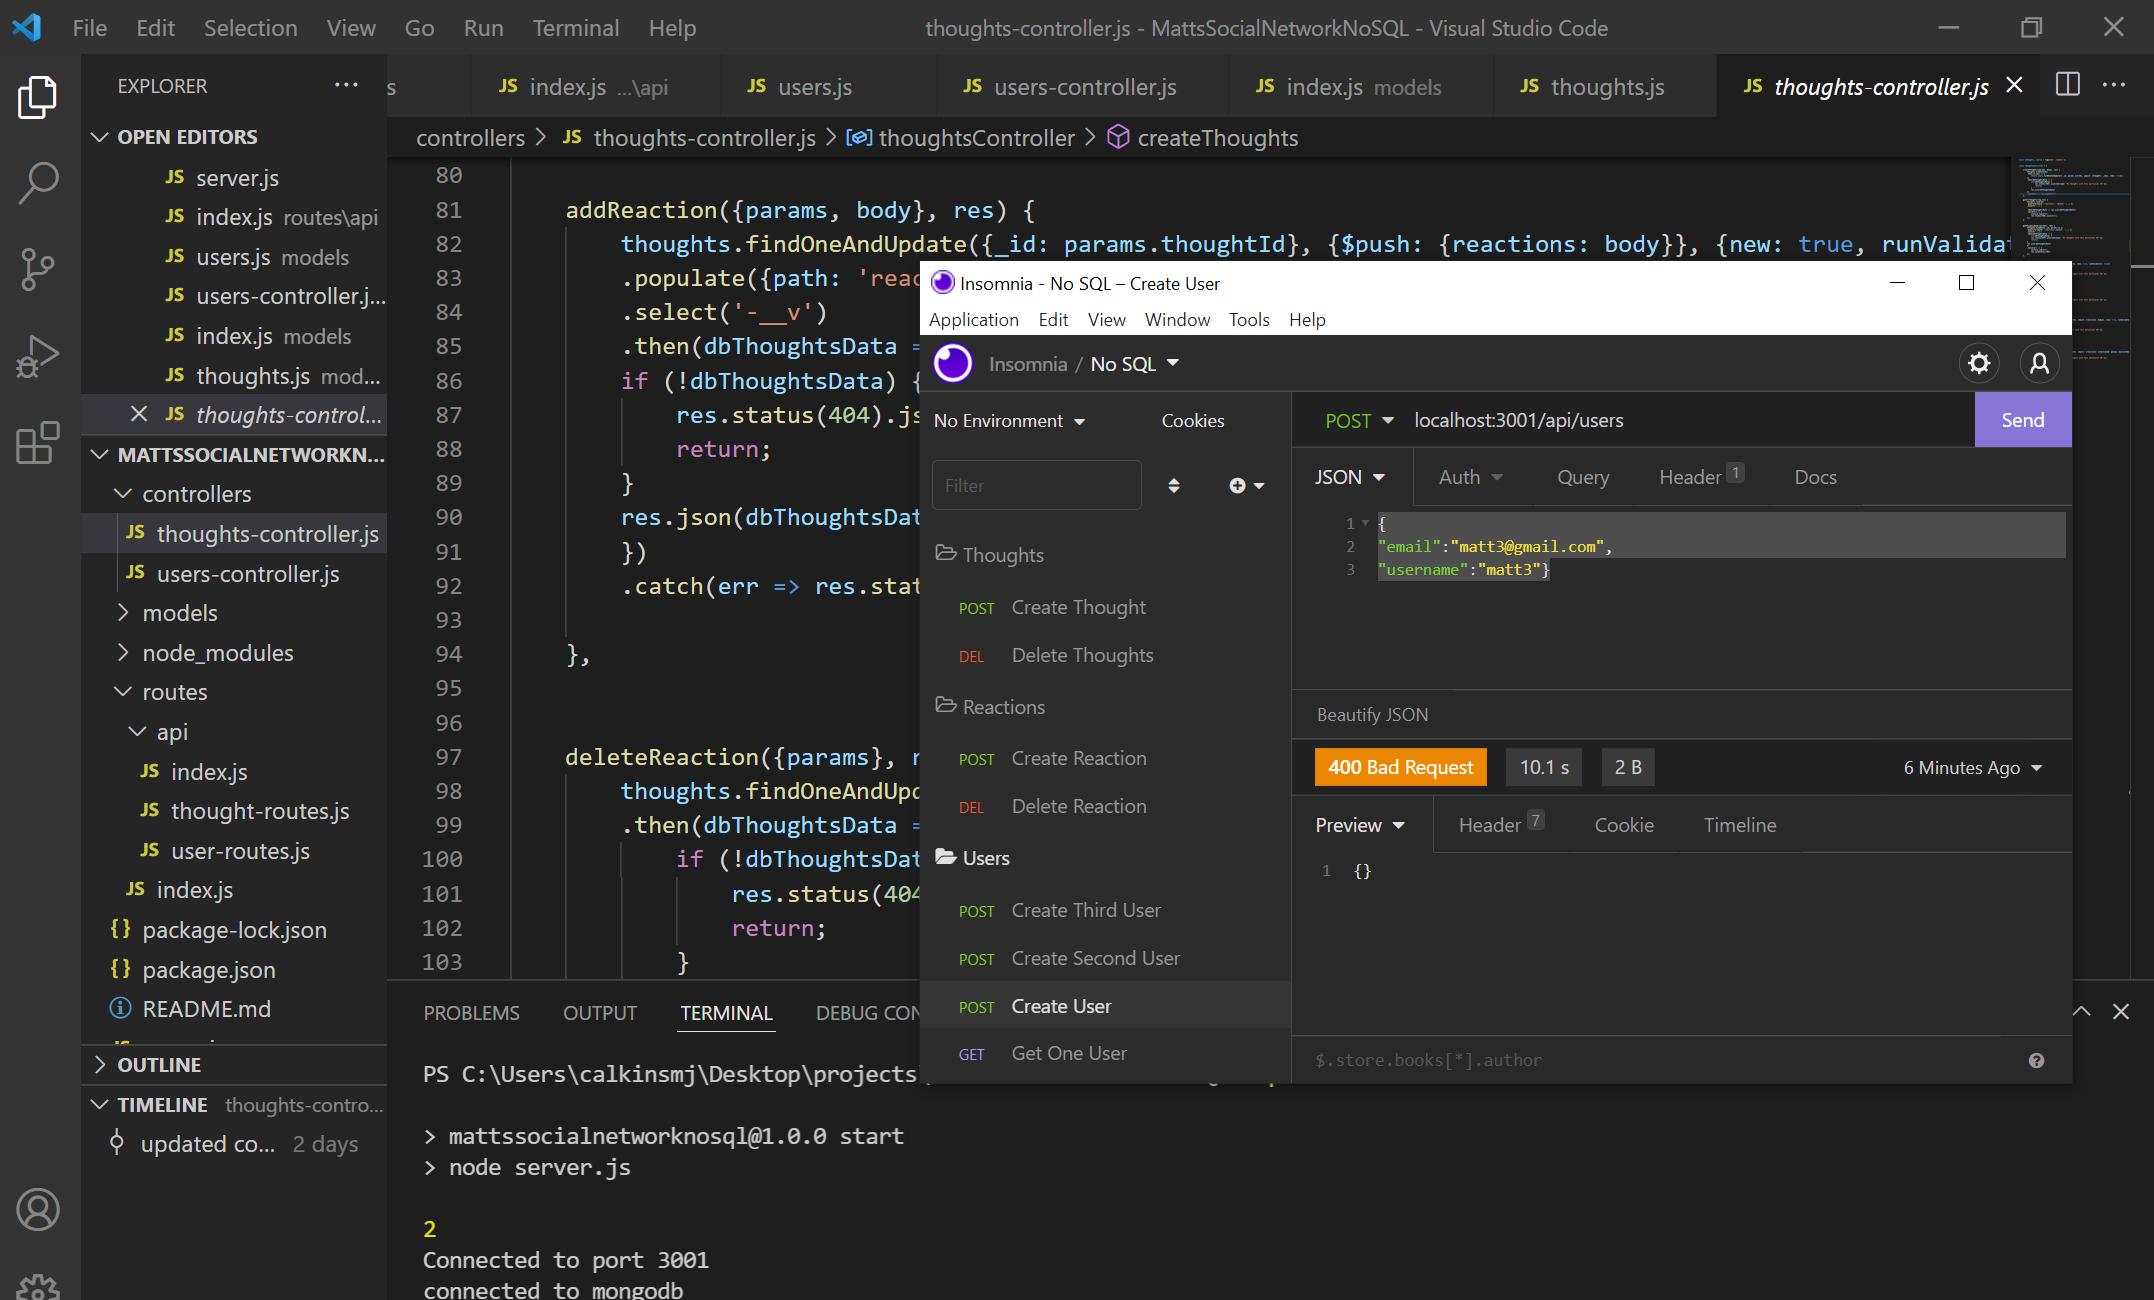 File Edit Selection View Go Run Terminal Help
thoughts-controller.js - MattsSocialNetworkNoSQL - Visual Studio Code
EXPLORER
s
JS index.js ...\api
JS users.js
JS users-controller.js
JS index.js models
JS thoughts.js
JS thoughts-controller.js
controllers > JS thoughts-controller.js > thoughtsController > createThoughts
OPEN EDITORS
JS server.js
JS index.js routes\api
JS users.js models
JS users-controller.j...
JS index.js models
JS thoughts.js mod...
JS thoughts-control...
MATTSSOCIALNETWORKN...
controllers
JS thoughts-controller.js
JS users-controller.js
models
node_modules
routes
api
JS index.js
JS thought-routes.js
JS user-routes.js
JS index.js
{} package-lock.json
{} package.json
README.md
OUTLINE
TIMELINE thoughts-contro...
updated co... 2 days
80
81 addReaction({params, body}, res) {
82 thoughts.findOneAndUpdate({_id: params.thoughtId}, {$push: {reactions: body}}, {new: true, runValida
83 .populate({path: 'reac
84 .select('-__v')
85 .then(dbThoughtsData =
86 if (!dbThoughtsData) {
87 res.status(404).js
88 return;
89 }
90 res.json(dbThoughtsDat
91 })
92 .catch(err => res.stat
93
94 },
95
96
97 deleteReaction({params}, r
98 thoughts.findOneAndUpd
99 .then(dbThoughtsData =
100 if (!dbThoughtsDat
101 res.status(404
102 return;
103 }
PROBLEMS OUTPUT TERMINAL DEBUG CON
PS C:\Users\calkinsmj\Desktop\projects\
> mattssocialnetworknosql@1.0.0 start
> node server.js
2
Connected to port 3001
connected to mongodb
Insomnia - No SQL – Create User
Application Edit View Window Tools Help
Insomnia / No SQL
No Environment
Cookies
Filter
Thoughts
POST Create Thought
DEL Delete Thoughts
Reactions
POST Create Reaction
DEL Delete Reaction
Users
POST Create Third User
POST Create Second User
POST Create User
GET Get One User
POST localhost:3001/api/users
Send
JSON Auth Query Header 1 Docs
1 {
2 "email":"matt3@gmail.com",
3 "username":"matt3"}
Beautify JSON
400 Bad Request 10.1 s 2 B 6 Minutes Ago
Preview Header 7 Cookie Timeline
1 {}
$.store.books[*].author